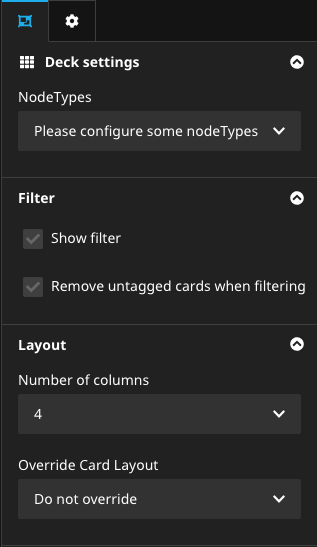 Deck settings
NodeTypes
Please configure some nodeTypes
Filter
Show filter
Remove untagged cards when filtering
Layout
Number of columns
4
Override Card Layout
Do not override